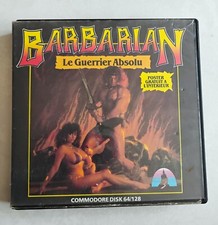 BARBARIAN
Le Guerrier Absolu
POSTER
GRATUIT A
L'INTERIEUR
COMMODORE DISK 64/128